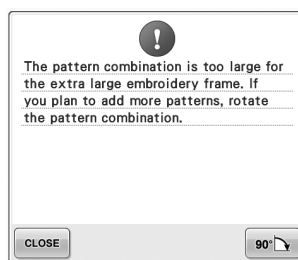 The pattern combination is too large for
the extra large embroidery frame. If
you plan to add more patterns, rotate
the pattern combination.
CLOSE
90°